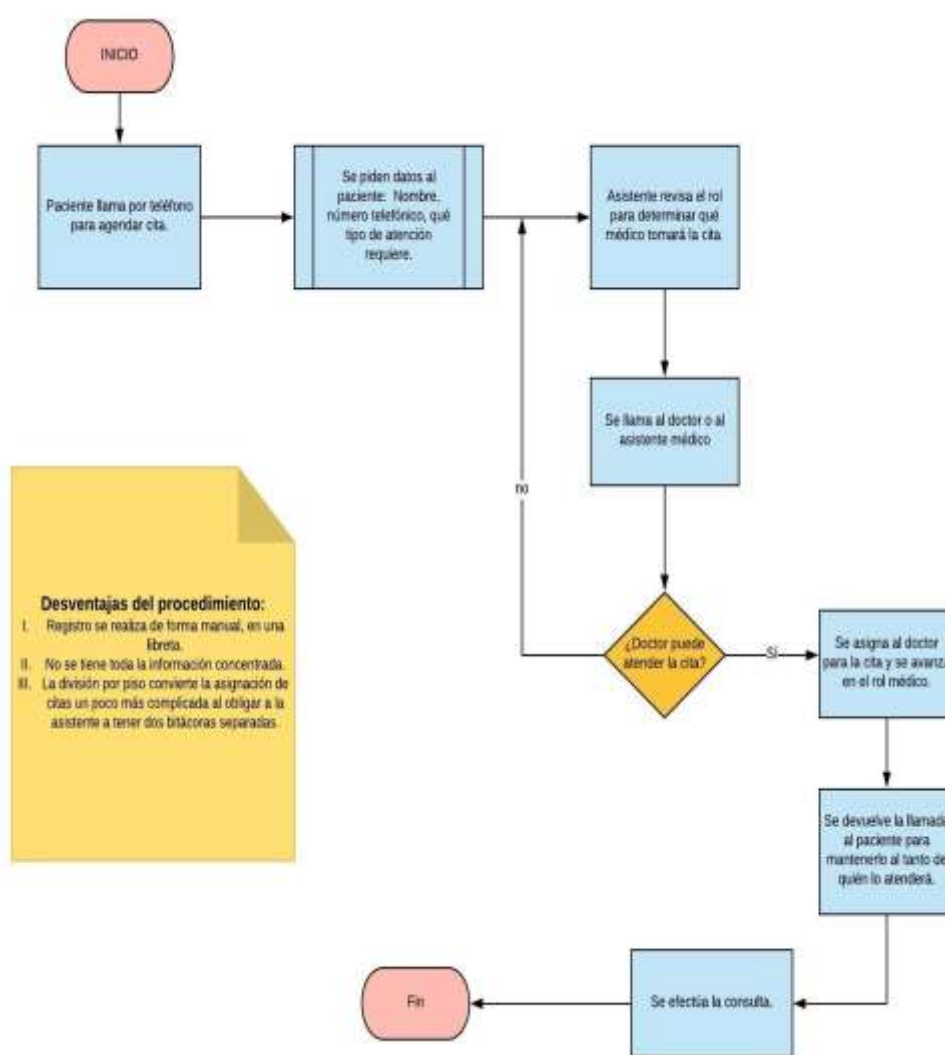 INICIO
Paciente llama por teléfono
para agendar cita.
Se piden datos al
paciente: Nombre,
número telefónico, qué
tipo de atención
requiere.
Asistente revisa el rol
para determinar qué
médico tomará la cita.
Se llama al doctor o al
asistente médico
no
¿Doctor puede
atender la cita?
Sí
Se asigna al doctor
para la cita y se avanza
en el rol médico.
Desventajas del procedimiento:
I. Registro se realiza de forma manual, en una
libreta.
II. No se tiene toda la información concentrada.
III. La división por piso convierte la asignación de
citas un poco más complicada al obligar a la
asistente a tener dos bitácoras separadas.
Se devuelve la llamada
al paciente para
mantenerlo al tanto de
quién lo atenderá.
Se efectúa la consulta.
Fin